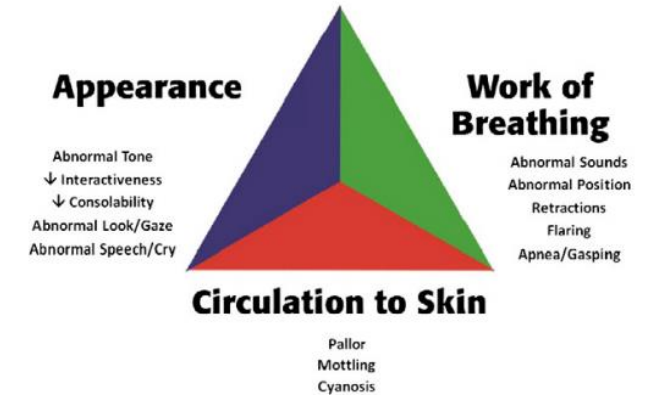 Appearance
Abnormal Tone
↓ Interactiveness
↓ Consolability
Abnormal Look/Gaze
Abnormal Speech/Cry
Work of
Breathing
Abnormal Sounds
Abnormal Position
Retractions
Flaring
Apnea/Gasping
Circulation to Skin
Pallor
Mottling
Cyanosis